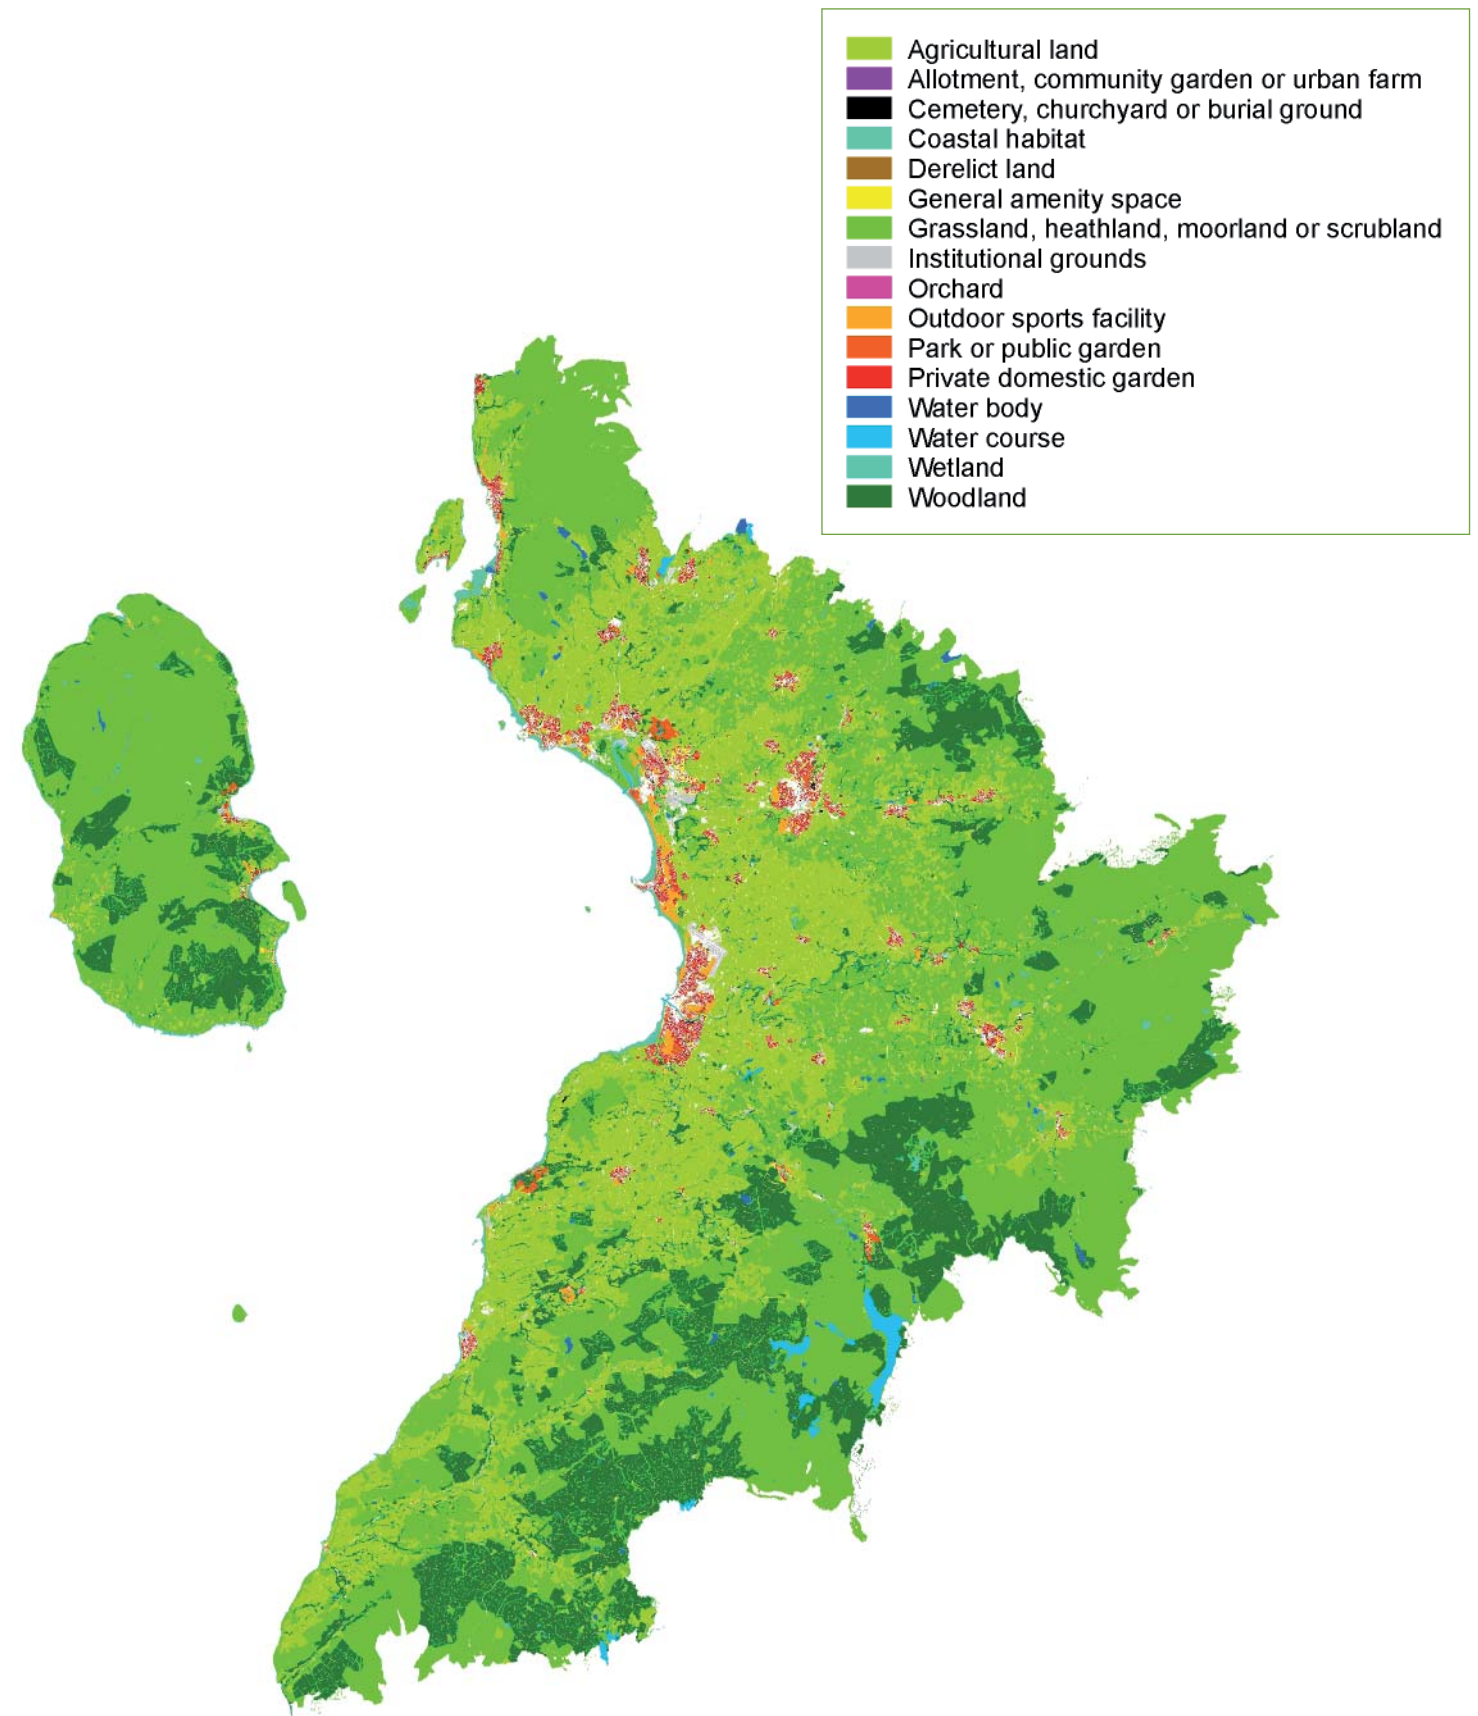 Agricultural land
Allotment, community garden or urban farm
Cemetery, churchyard or burial ground
Coastal habitat
Derelict land
General amenity space
Grassland, heathland, moorland or scrubland
Institutional grounds
Orchard
Outdoor sports facility
Park or public garden
Private domestic garden
Water body
Water course
Wetland
Woodland